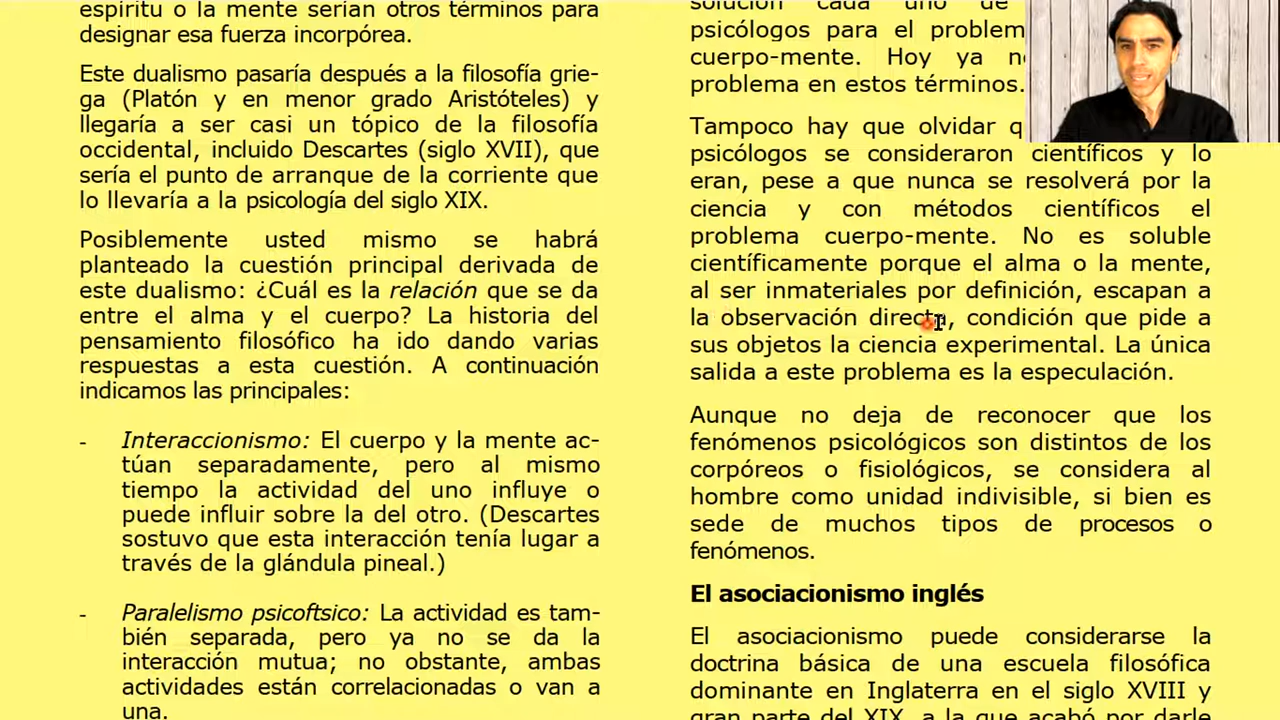 espíritu o la mente serían otros términos para
designar esa fuerza incorpórea.
Este dualismo pasaría después a la filosofía grie-
ga (Platón y en menor grado Aristóteles) y
llegaría a ser casi un tópico de la filosofía
occidental, incluido Descartes (siglo XVII), que
sería el punto de arranque de la corriente que
lo llevaría a la psicología del siglo XIX.
Posiblemente usted mismo se habrá
planteado la cuestión principal derivada de
este dualismo: ¿Cuál es la relación que se da
entre el alma y el cuerpo? La historia del
pensamiento filosófico ha ido dando varias
respuestas a esta cuestión. A continuación
indicamos las principales:
- Interaccionismo: El cuerpo y la mente ac-
túan separadamente, pero al mismo
tiempo la actividad del uno influye o
puede influir sobre la del otro. (Descartes
sostuvo que esta interacción tenía lugar a
través de la glándula pineal.)
- Paralelismo psicoftsico: La actividad es tam-
bién separada, pero ya no se da la
interacción mutua; no obstante, ambas
actividades están correlacionadas o van a
una.
solución cada uno de
psicólogos para el problem
cuerpo-mente. Hoy ya n
problema en estos términos.
Tampoco hay que olvidar q
psicólogos se consideraron científicos y lo
eran, pese a que nunca se resolverá por la
ciencia y con métodos científicos el
problema cuerpo-mente. No es soluble
científicamente porque el alma o la mente,
al ser inmateriales por definición, escapan a
la observación directa, condición que pide a
sus objetos la ciencia experimental. La única
salida a este problema es la especulación.
Aunque no deja de reconocer que los
fenómenos psicológicos son distintos de los
corpóreos o fisiológicos, se considera al
hombre como unidad indivisible, si bien es
sede de muchos tipos de procesos o
fenómenos.
El asociacionismo inglés
El asociacionismo puede considerarse la
doctrina básica de una escuela filosófica
dominante en Inglaterra en el siglo XVIII y
gran parte del XIX, a la que acabó por darle